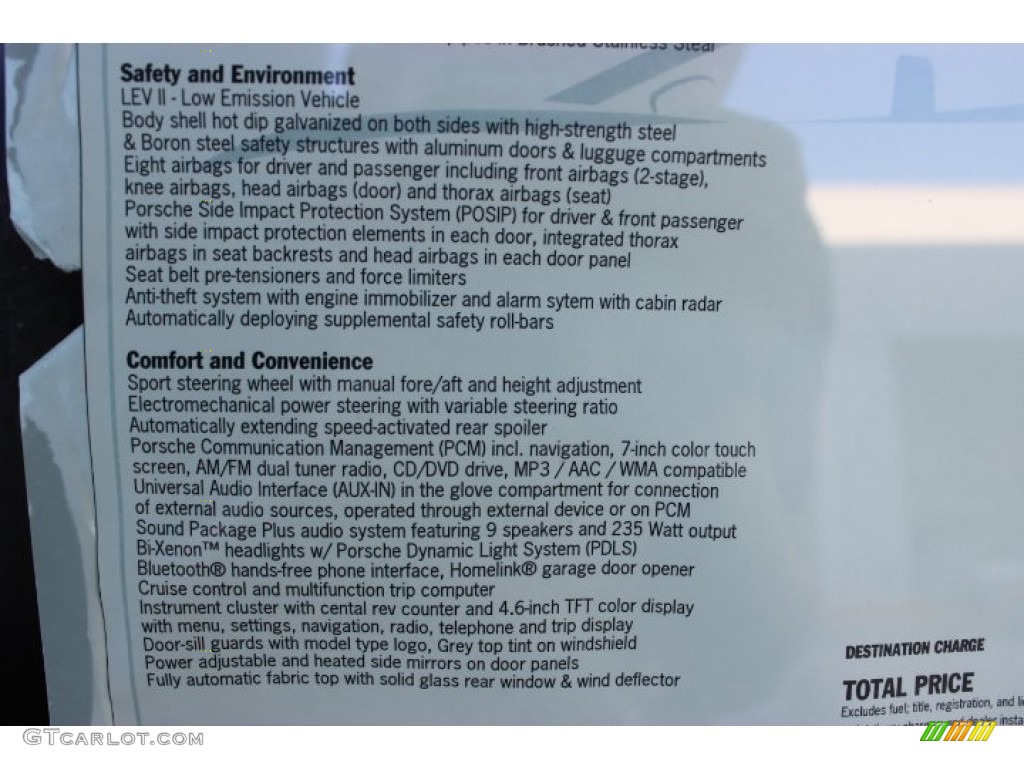 in Brushed Stainless Steal
Safety and Environment
LEV II - Low Emission Vehicle
Body shell hot dip galvanized on both sides with high-strength steel
& Boron steel safety structures with aluminum doors & lugguge compartments
Eight airbags for driver and passenger including front airbags (2-stage),
knee airbags, head airbags (door) and thorax airbags (seat)
Porsche Side Impact Protection System (POSIP) for driver & front passenger
with side impact protection elements in each door, integrated thorax
airbags in seat backrests and head airbags in each door panel
Seat belt pre-tensioners and force limiters
Anti-theft system with engine immobilizer and alarm sytem with cabin radar
Automatically deploying supplemental safety roll-bars
Comfort and Convenience
Sport steering wheel with manual fore/aft and height adjustment
Electromechanical power steering with variable steering ratio
Automatically extending speed-activated rear spoiler
Porsche Communication Management (PCM) incl. navigation, 7-inch color touch
screen, AM/FM dual tuner radio, CD/DVD drive, MP3 / AAC / WMA compatible
Universal Audio Interface (AUX-IN) in the glove compartment for connection
of external audio sources, operated through external device or on PCM
Sound Package Plus audio system featuring 9 speakers and 235 Watt output
Bi-Xenon™ headlights w/ Porsche Dynamic Light System (PDLS)
Bluetooth® hands-free phone interface, Homelink® garage door opener
Cruise control and multifunction trip computer
Instrument cluster with cental rev counter and 4.6-inch TFT color display
with menu, settings, navigation, radio, telephone and trip display
Door-sill guards with model type logo, Grey top tint on windshield
Power adjustable and heated side mirrors on door panels
Fully automatic fabric top with solid glass rear window & wind deflector
DESTINATION CHARGE
TOTAL PRICE
Excludes fuel, title, registration, and
and dealer insta
GTCARLOT.COM